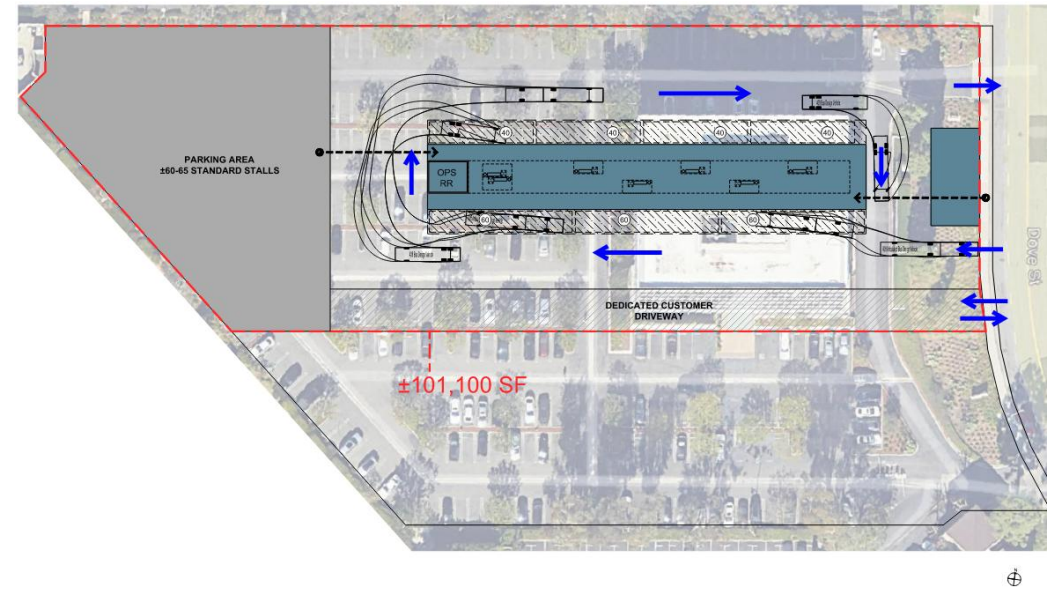 40
40
40
40
PARKING AREA
±60-65 STANDARD STALLS
OPS
RR
60
60
60
Dove St
DEDICATED CUSTOMER
DRIVEWAY
±101,100 SF
N